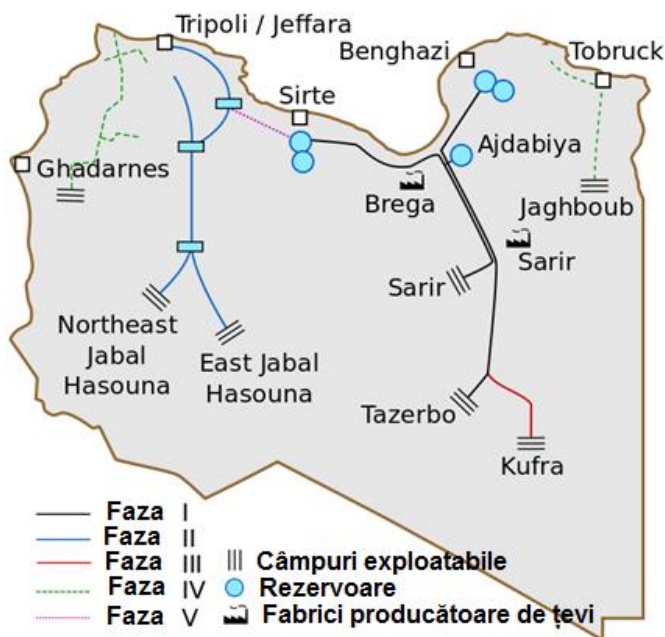 Tripoli / Jeffara
Benghazi
Tobruck
Sirte
Ghadarnes
Ajdabiya
Brega
Jaghboub
Sarir
Sarir
Northeast
Jabal
Hasouna
East Jabal
Hasouna
Tazerbo
Kufra
Faza I
Faza II
Faza III
Faza IV
Faza V
Câmpuri exploatabile
Rezervoare
Fabrici producătoare de țevi